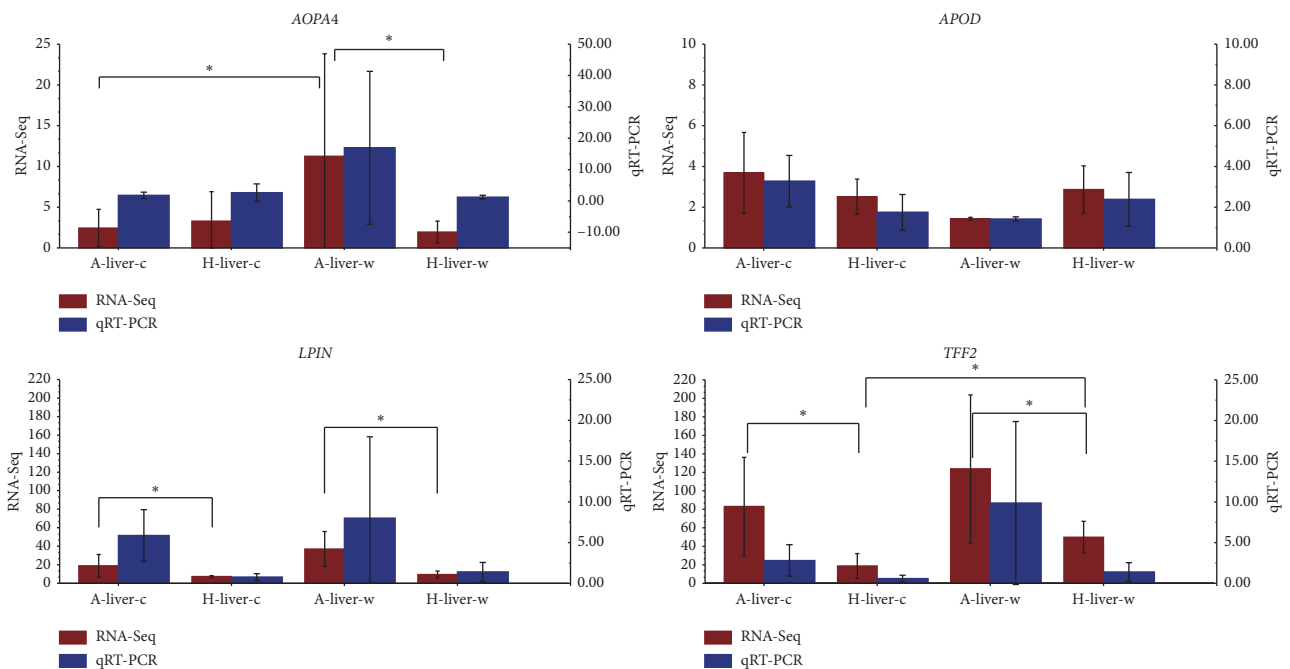 AOPA4
25
20
15
10
5
0
RNA-Seq
50.00
40.00
30.00
20.00
10.00
0.00
−10.00
qRT-PCR
*
*
A-liver-c H-liver-c A-liver-w H-liver-w
RNA-Seq
qRT-PCR
APOD
10
8
6
4
2
0
RNA-Seq
10.00
8.00
6.00
4.00
2.00
0.00
qRT-PCR
A-liver-c H-liver-c A-liver-w H-liver-w
RNA-Seq
qRT-PCR
LPIN
220
200
180
160
140
120
100
80
60
40
20
0
RNA-Seq
25.00
20.00
15.00
10.00
5.00
0.00
qRT-PCR
*
*
A-liver-c H-liver-c A-liver-w H-liver-w
RNA-Seq
qRT-PCR
TFF2
220
200
180
160
140
120
100
80
60
40
20
0
RNA-Seq
25.00
20.00
15.00
10.00
5.00
0.00
qRT-PCR
*
*
*
A-liver-c H-liver-c A-liver-w H-liver-w
RNA-Seq
qRT-PCR